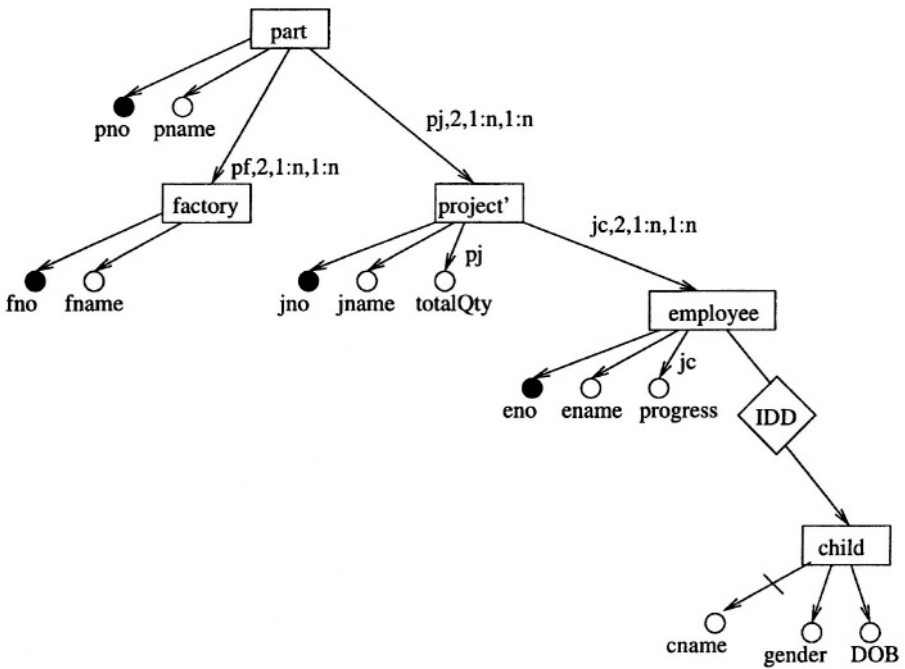 part
pno
pname
pj,2,1:n,1:n
pf,2,1:n,1:n
factory
project'
jc,2,1:n,1:n
pj
fno
fname
jno
jname
totalQty
employee
jc
eno
ename
progress
IDD
child
cname
gender
DOB